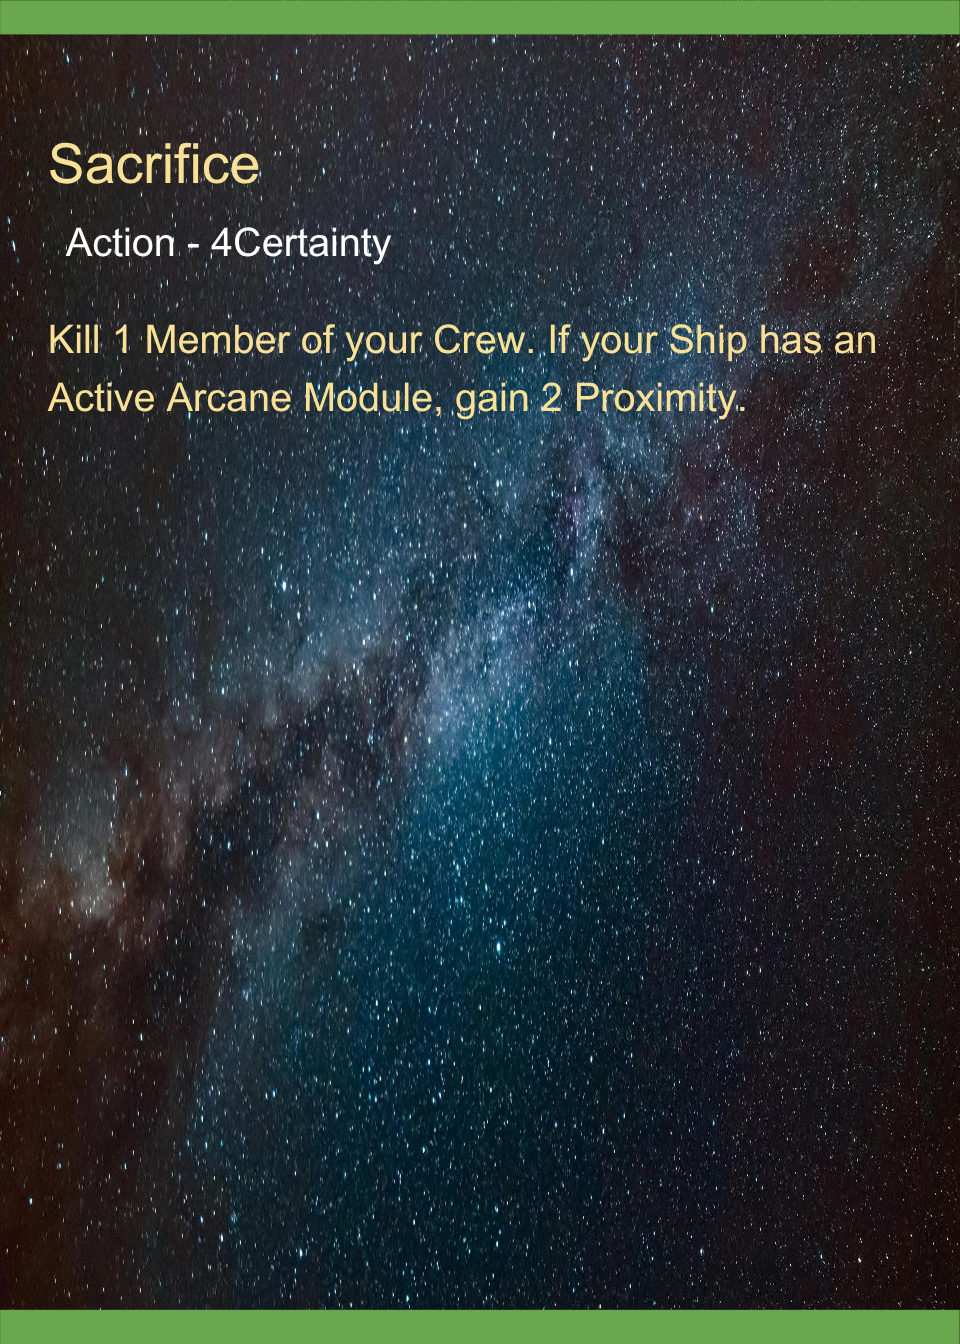 Sacrifice
Action - 4Certainty
Kill 1 Member of your Crew. If your Ship has an
Active Arcane Module, gain 2 Proximity.